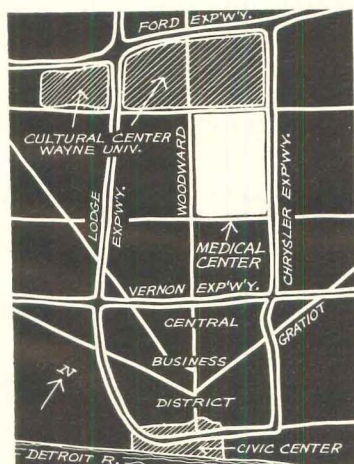 FORD EXP'W'Y.
CULTURAL CENTER
WAYNE UNIV.
WOODWARD
LODGE
EXP'W'Y.
CHRYSLER EXP'W'Y.
MEDICAL
CENTER
VERNON EXP'W'Y.
CENTRAL
BUSINESS
DISTRICT
GRATIOT
N
CIVIC CENTER
DETROIT R.